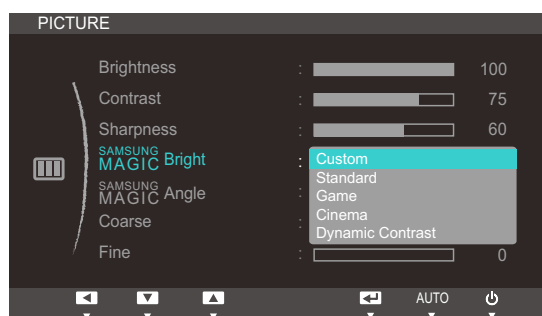 PICTURE
Brightness : 100
Contrast : 75
Sharpness : 60
SAMSUNG MAGIC Bright : Custom
Standard
SAMSUNG MAGIC Angle : Game
Cinema
Coarse : Dynamic Contrast
Fine : 0
AUTO